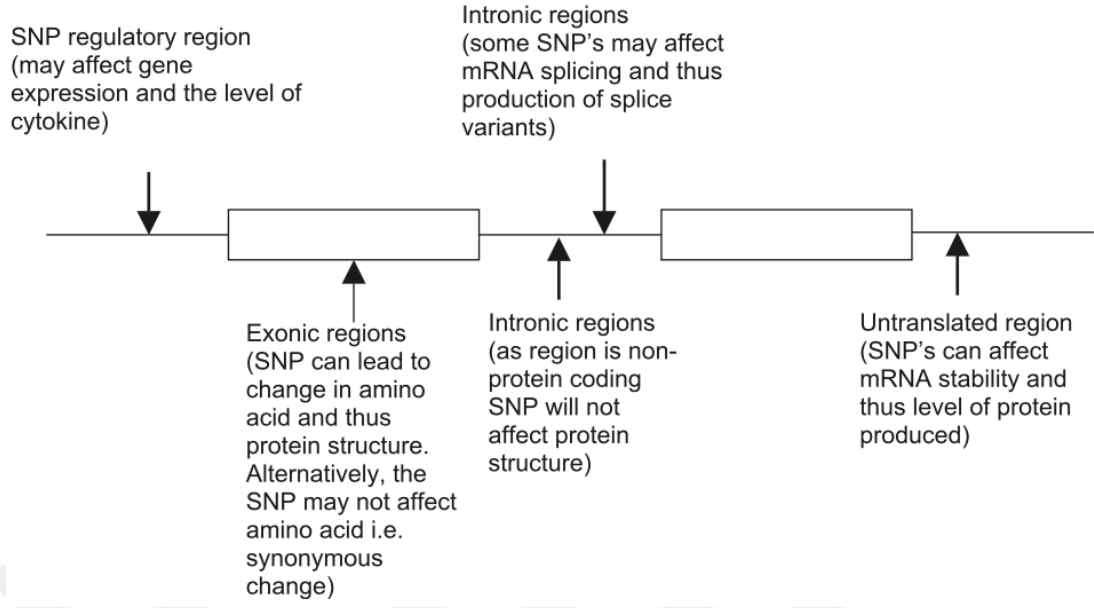 SNP regulatory region
(may affect gene
expression and the level of
cytokine)
Intronic regions
(some SNP's may affect
mRNA splicing and thus
production of splice
variants)
Exonic regions
(SNP can lead to
change in amino
acid and thus
protein structure.
Alternatively, the
SNP may not affect
amino acid i.e.
synonymous
change)
Intronic regions
(as region is non-
protein coding
SNP will not
affect protein
structure)
Untranslated region
(SNP's can affect
mRNA stability and
thus level of protein
produced)